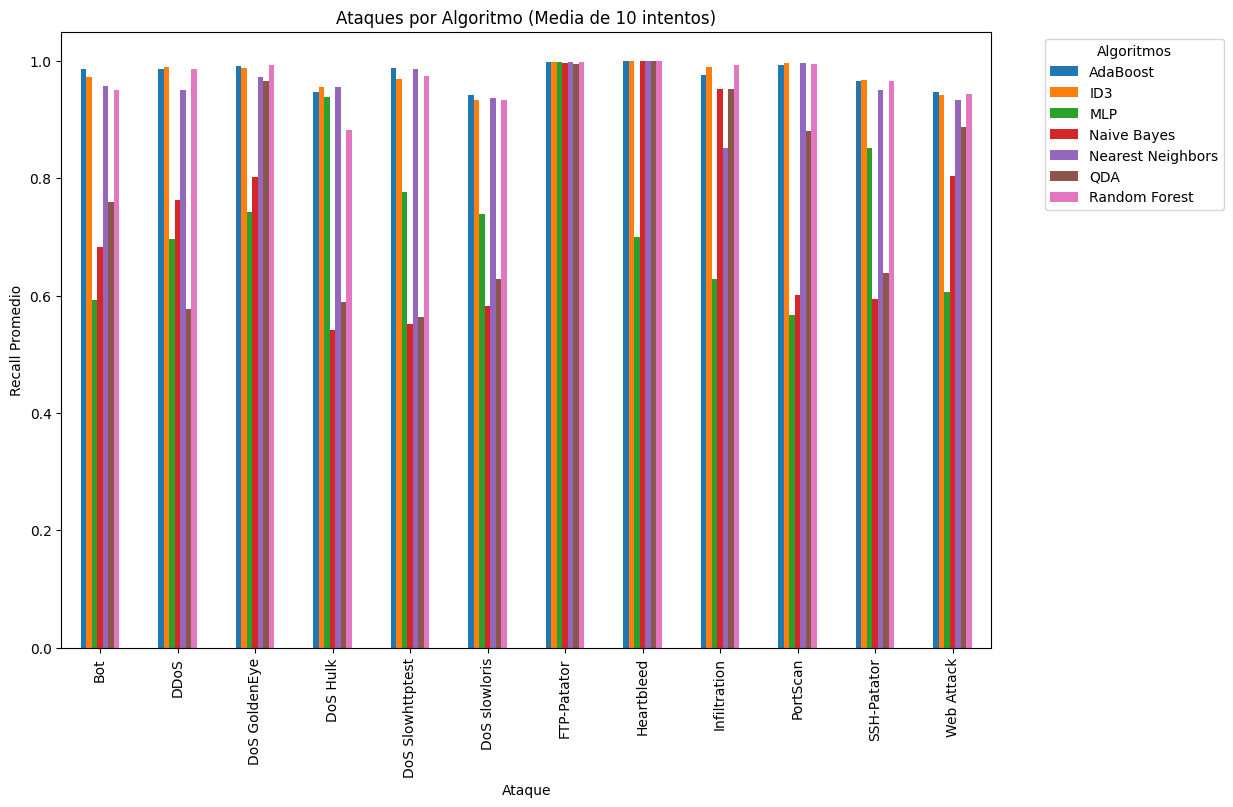 Ataques por Algoritmo (Media de 10 intentos)
Recall Promedio
1.0
0.8
0.6
0.4
0.2
0.0
Bot
DDoS
DoS GoldenEye
DoS Hulk
DoS Slowhttptest
DoS slowloris
FTP-Patator
Heartbleed
Infiltration
PortScan
SSH-Patator
Web Attack
Ataque
Algoritmos
AdaBoost
ID3
MLP
Naive Bayes
Nearest Neighbors
QDA
Random Forest